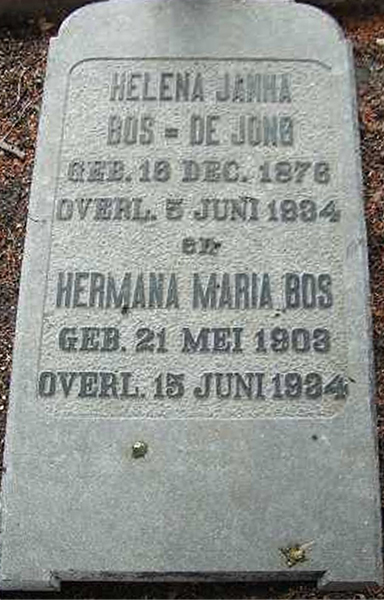 HELENA JAMMA
BOS = DE JONG
GEB. 16 DEC. 1876
OVERL. 5 JUNI 1934
EN
HERMANA MARIA BOS
GEB. 21 MEI 1903
OVERL. 15 JUNI 1934